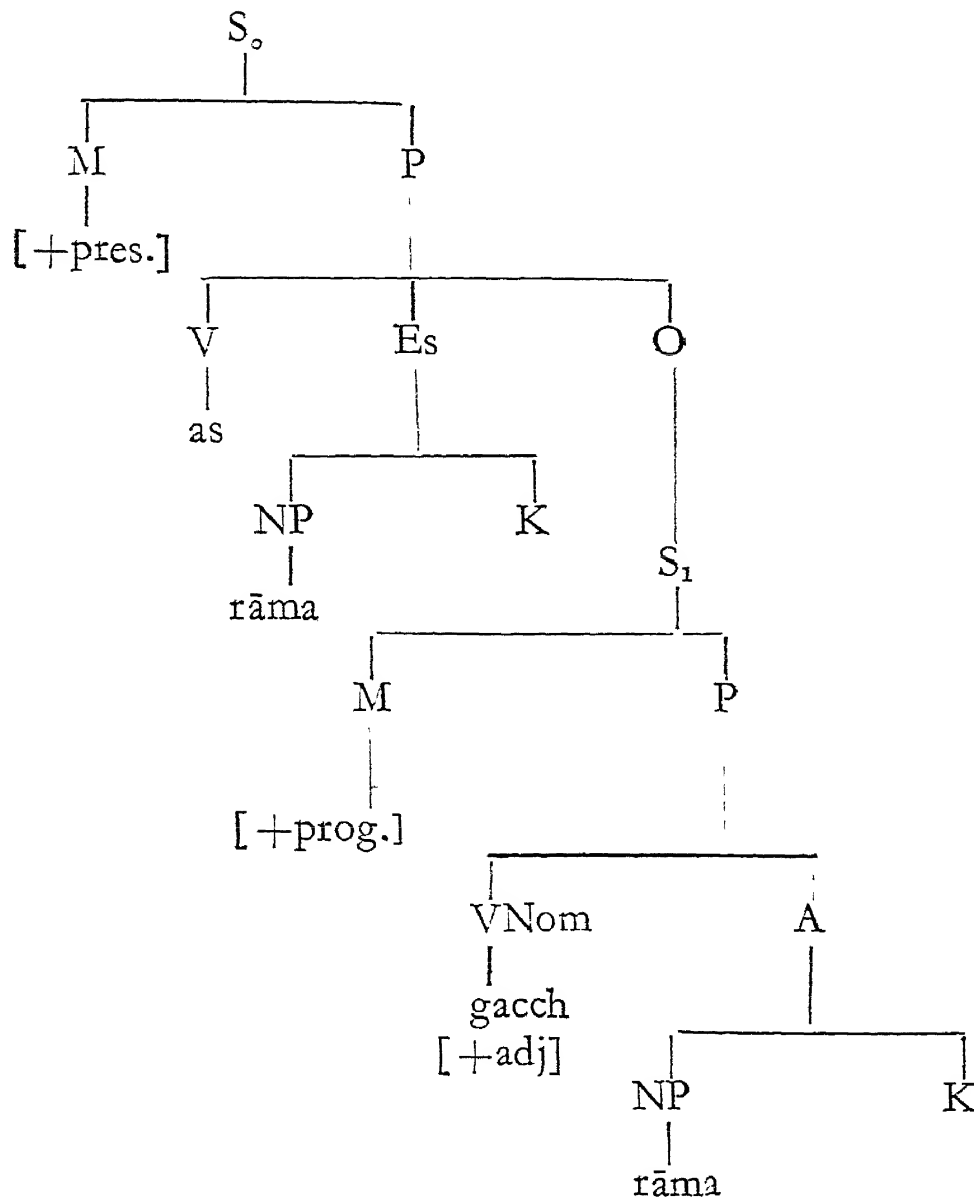 S₀
M P
[+pres.]
V Es O
as
NP K
rāma
S₁
M P
[+prog.]
VNom A
gacch
[+adj]
NP K
rāma